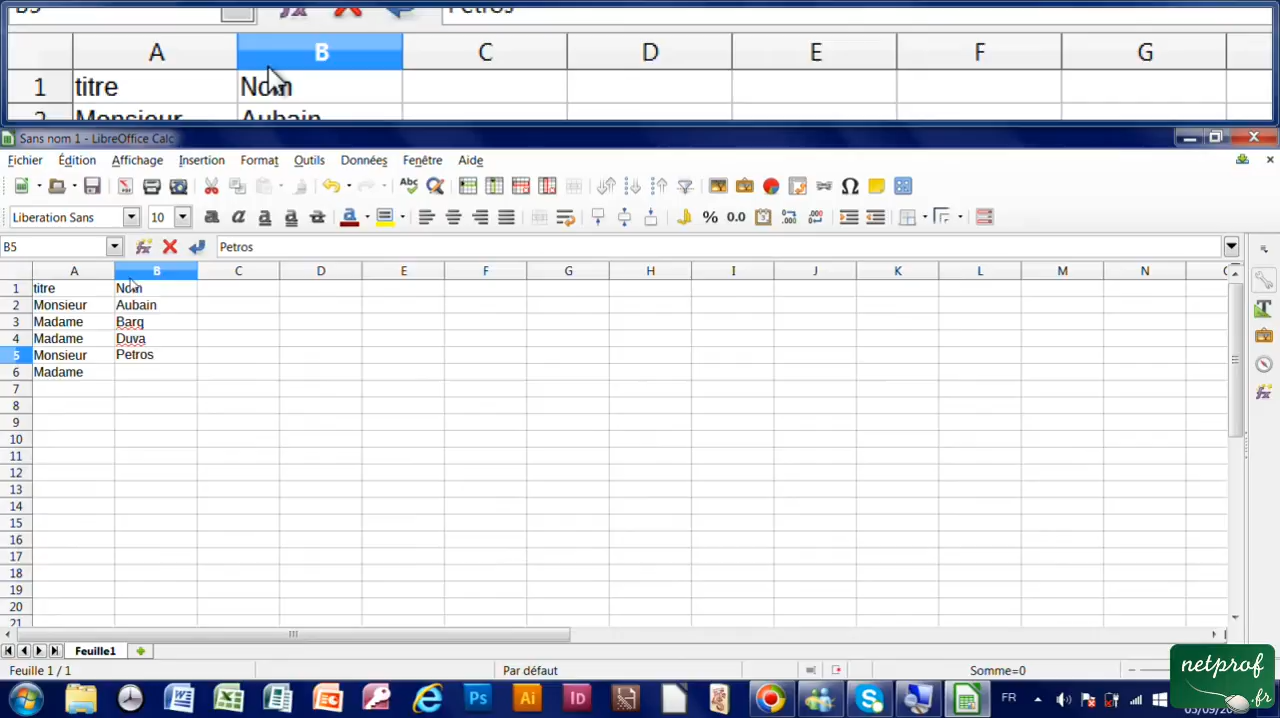 Petros
A B C D E F G
1 titre Nom
2 Monsieur Aubain
Sans nom 1 - LibreOffice Calc
Fichier Édition Affichage Insertion Format Outils Données Fenêtre Aide
Liberation Sans 10
B5 Petros
A B C D E F G H I J K L M N
1 titre Nom
2 Monsieur Aubain
3 Madame Barg
4 Madame Duva
5 Monsieur Petros
6 Madame
7
8
9
10
11
12
13
14
15
16
17
18
19
20
21
Feuille1
Feuille 1 / 1 Par défaut Somme=0
netprof
.fr
FR